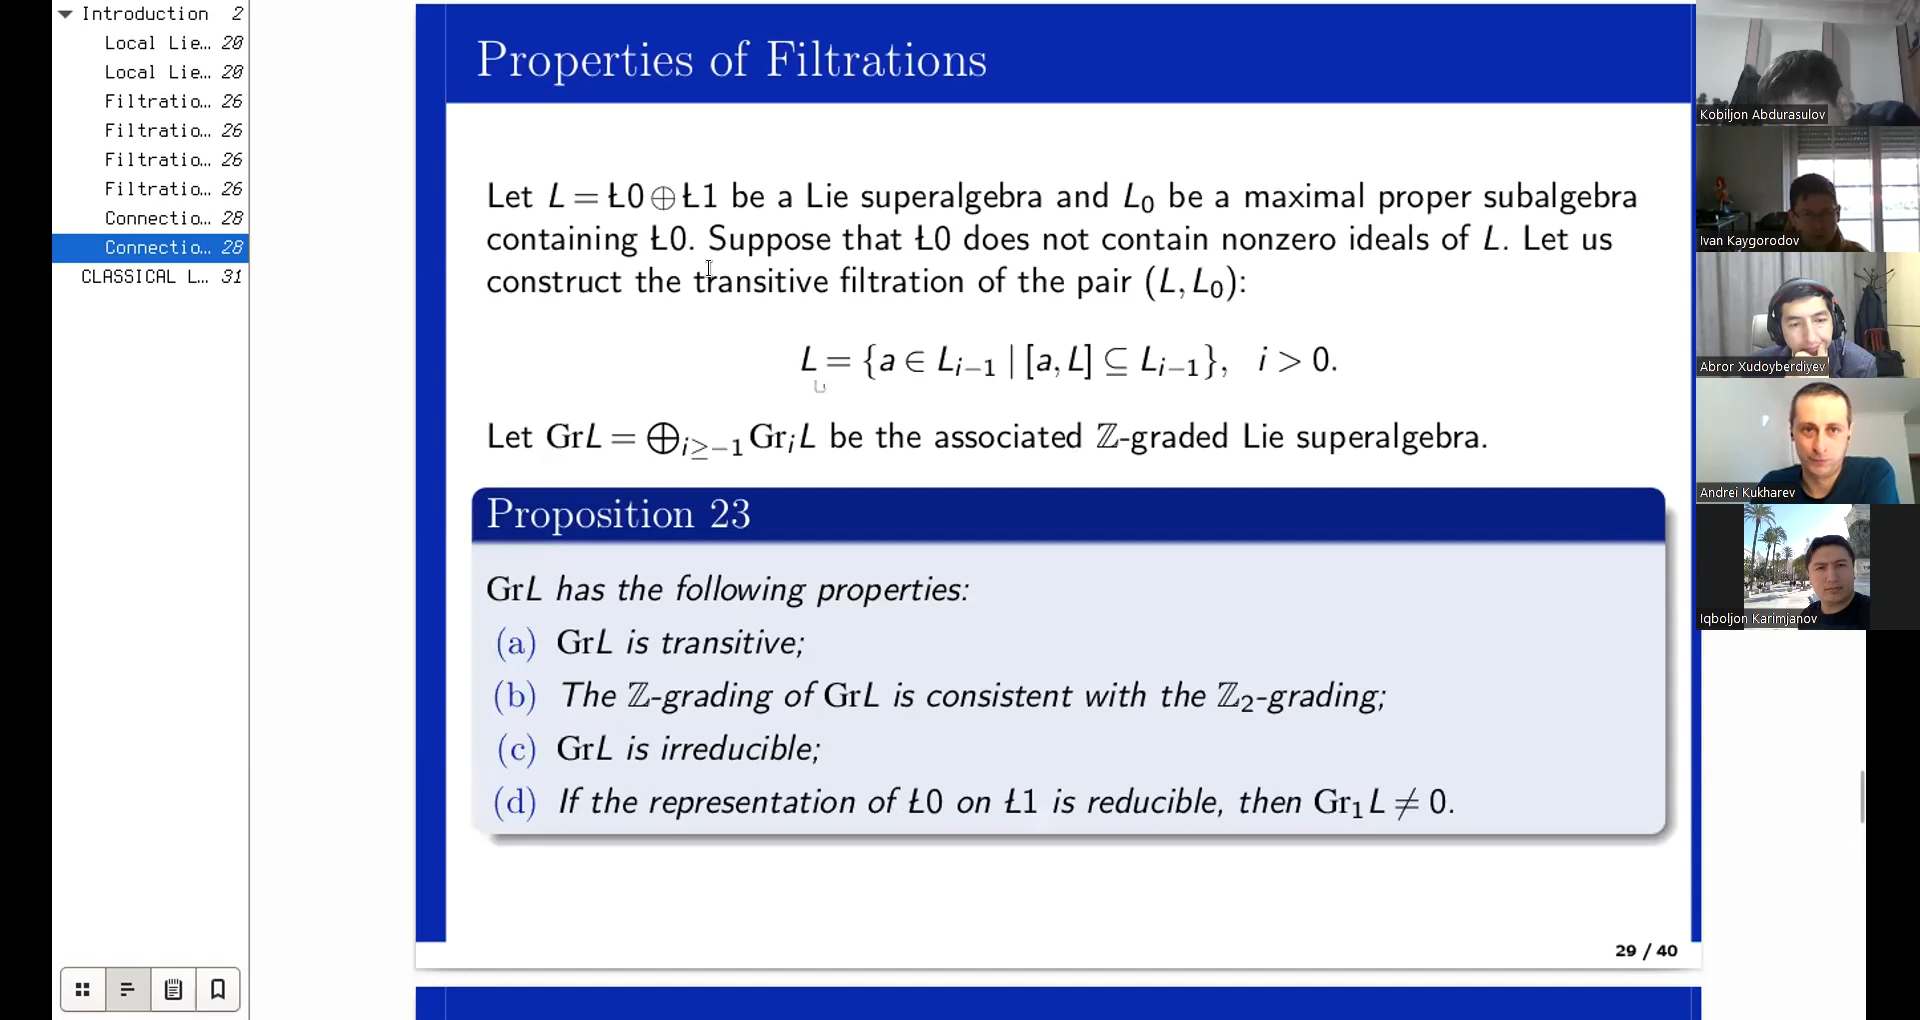 Introduction 2
Local Lie… 20
Local Lie… 20
Filtratio… 26
Filtratio… 26
Filtratio… 26
Filtratio… 26
Connectio… 28
Connectio… 28
CLASSICAL L… 31
Properties of Filtrations
Let L = Ł0 ⊕ Ł1 be a Lie superalgebra and L₀ be a maximal proper subalgebra
containing Ł0. Suppose that Ł0 does not contain nonzero ideals of L. Let us
construct the transitive filtration of the pair (L, L₀):
L = {a ∈ Lᵢ₋₁ | [a, L] ⊆ Lᵢ₋₁}, i > 0.
Let GrL = ⊕_{i≥−1} GrᵢL be the associated ℤ-graded Lie superalgebra.
Proposition 23
GrL has the following properties:
(a) GrL is transitive;
(b) The ℤ-grading of GrL is consistent with the ℤ₂-grading;
(c) GrL is irreducible;
(d) If the representation of Ł0 on Ł1 is reducible, then Gr₁L ≠ 0.
29 / 40
Kobiljon Abdurasulov
Ivan Kaygorodov
Abror Xudoyberdiyev
Andrei Kukharev
Iqboljon Karimjanov